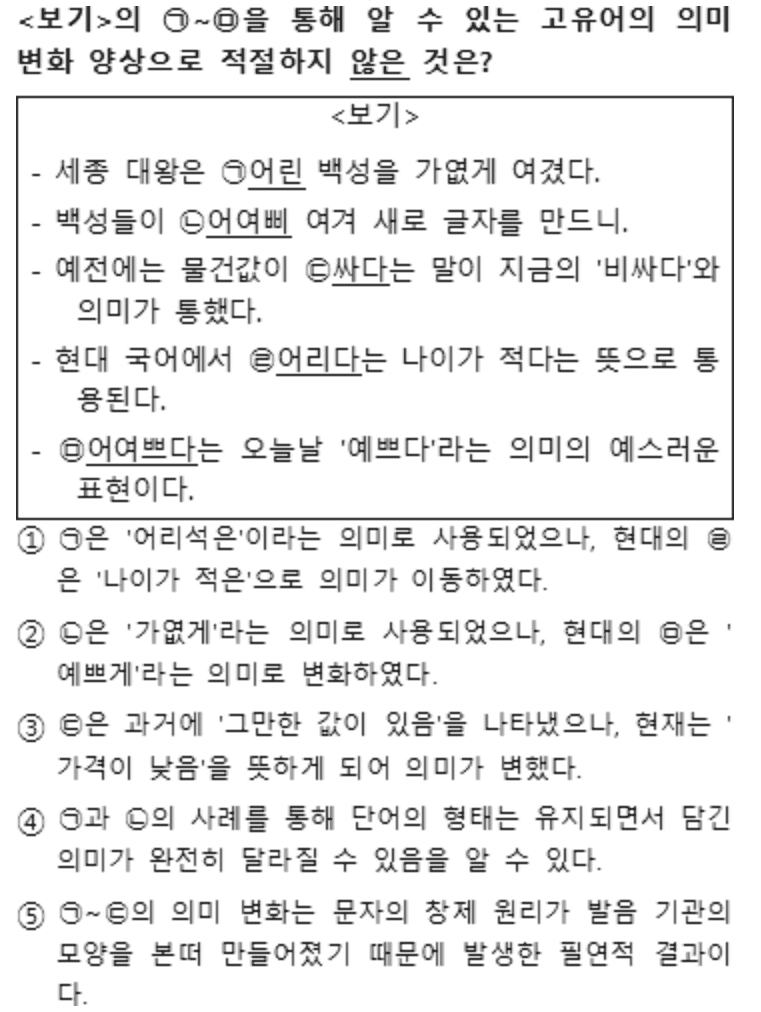 <보기>의 ㉠~㉤을 통해 알 수 있는 고유어의 의미
변화 양상으로 적절하지 않은 것은?
<보기>
- 세종 대왕은 ㉠어린 백성을 가엾게 여겼다.
- 백성들이 ㉡어여삐 여겨 새로 글자를 만드니.
- 예전에는 물건값이 ㉢싸다는 말이 지금의 '비싸다'와
의미가 통했다.
- 현대 국어에서 ㉣어리다는 나이가 적다는 뜻으로 통
용된다.
- ㉤어여쁘다는 오늘날 '예쁘다'라는 의미의 예스러운
표현이다.
① ㉠은 '어리석은'이라는 의미로 사용되었으나, 현대의 ㉣
은 '나이가 적은'으로 의미가 이동하였다.
② ㉡은 '가엾게'라는 의미로 사용되었으나, 현대의 ㉤은 '
예쁘게'라는 의미로 변화하였다.
③ ㉢은 과거에 '그만한 값이 있음'을 나타냈으나, 현재는 '
가격이 낮음'을 뜻하게 되어 의미가 변했다.
④ ㉠과 ㉡의 사례를 통해 단어의 형태는 유지되면서 담긴
의미가 완전히 달라질 수 있음을 알 수 있다.
⑤ ㉠~㉢의 의미 변화는 문자의 창제 원리가 발음 기관의
모양을 본떠 만들어졌기 때문에 발생한 필연적 결과이
다.